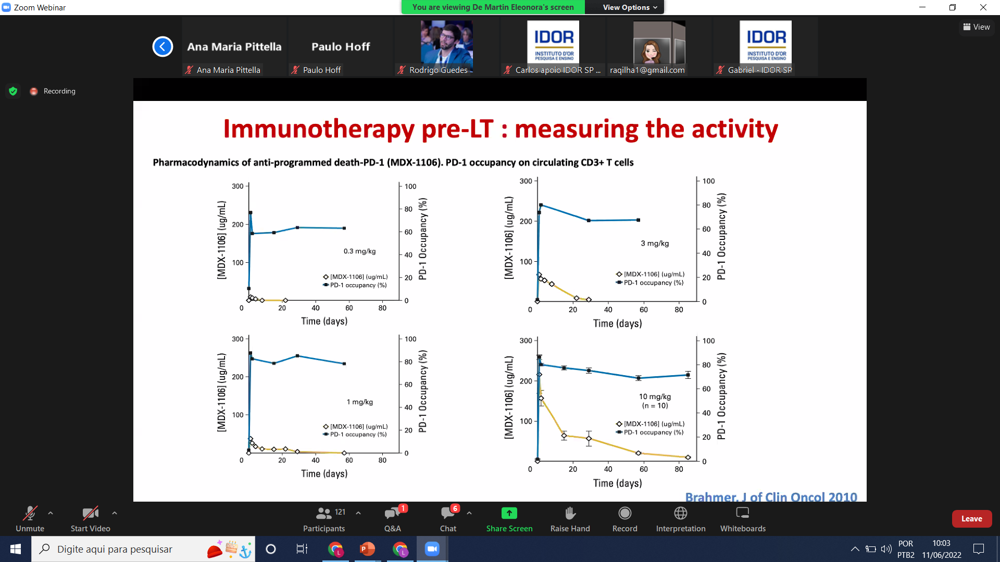 Zoom Webinar
You are viewing De Martin Eleonora's screen
View Options
View
Ana Maria Pittella
Paulo Hoff
IDOR
INSTITUTO D'OR
PESQUISA E ENSINO
IDOR
INSTITUTO D'OR
PESQUISA E ENSINO
Ana Maria Pittella
Paulo Hoff
Rodrigo Guedes
Carlos apoio IDOR SP ...
raqilha1@gmail.com
Gabriel - IDOR SP
Recording
Immunotherapy pre-LT : measuring the activity
Pharmacodynamics of anti-programmed death-PD-1 (MDX-1106). PD-1 occupancy on circulating CD3+ T cells
[MDX-1106] (ug/mL)
300
200
100
100
80
60
40
20
0
PD-1 Occupancy (%)
0.3 mg/kg
[MDX-1106] (ug/mL)
PD-1 occupancy (%)
0 20 40 60 80
Time (days)
[MDX-1106] (ug/mL)
300
200
100
100
80
60
40
20
0
PD-1 Occupancy (%)
3 mg/kg
[MDX-1106] (ug/mL)
PD-1 occupancy (%)
0 20 40 60 80
Time (days)
[MDX-1106] (ug/mL)
300
200
100
100
80
60
40
20
0
PD-1 Occupancy (%)
1 mg/kg
[MDX-1106] (ug/mL)
PD-1 occupancy (%)
0 20 40 60 80
Time (days)
[MDX-1106] (ug/mL)
300
200
100
100
80
60
40
20
0
PD-1 Occupancy (%)
10 mg/kg
(n = 10)
[MDX-1106] (ug/mL)
PD-1 occupancy (%)
0 20 40 60 80
Time (days)
Brahmer. J of Clin Oncol 2010
Unmute
Start Video
121
Participants
1
Q&A
6
Chat
Share Screen
Raise Hand
Record
Interpretation
Whiteboards
Leave
Digite aqui para pesquisar
L
P
L
POR
PTB2
10:03
11/06/2022